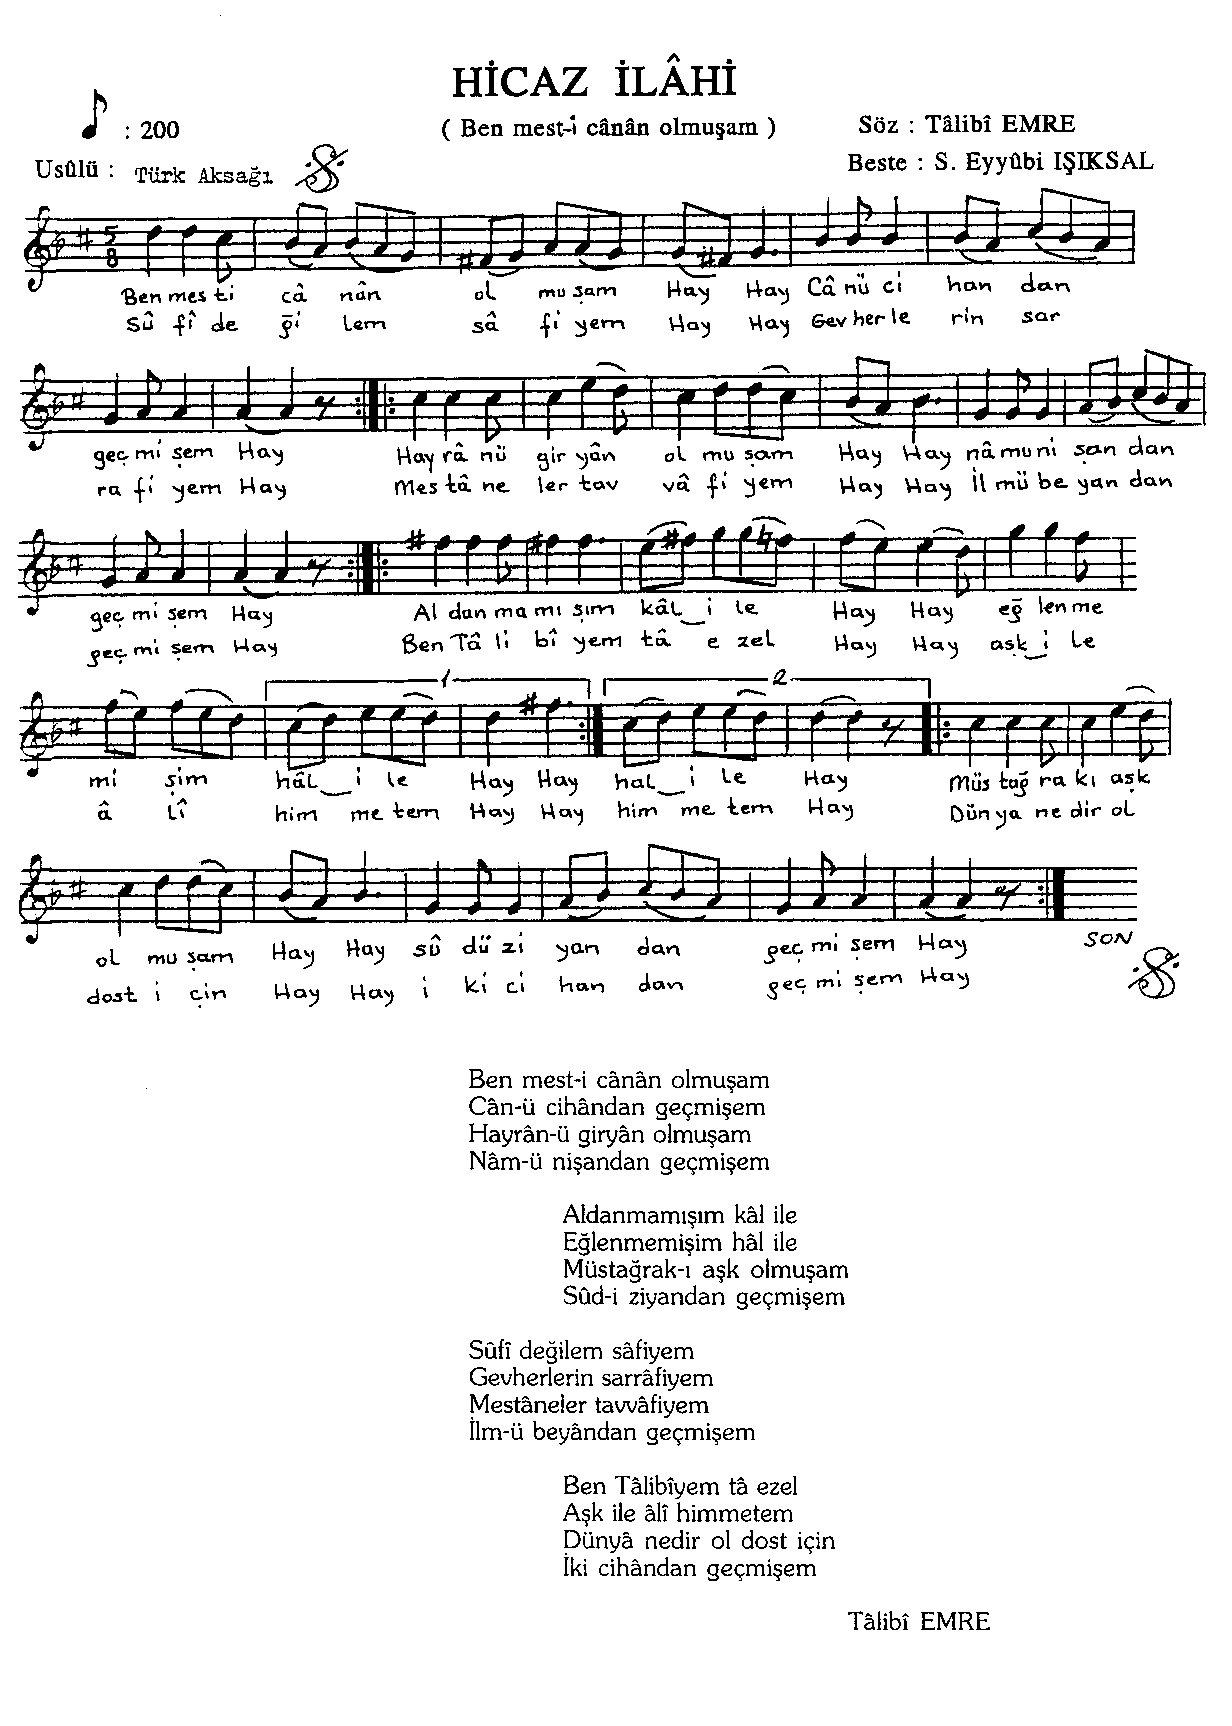 HİCAZ İLÂHİ
: 200
( Ben mest-i cânân olmuşam )
Söz : Tâlibî EMRE
Usûlü : Türk Aksağı
Beste : S. Eyyûbi IŞIKSAL
5
8
Ben mes ti câ nân ol mu şam Hay Hay Câ nü ci han dan
Sû fî de ği lem sâ fi yem Hay Hay Gev her le rin sar
geç mi şem Hay Hay râ nü gir yân ol mu şam Hay Hay nâ mu ni şan dan
ra fi yem Hay Mes tâ ne ler tav vâ fi yem Hay Hay İl mü be yan dan
geç mi şem Hay Al dan ma mı şım kâl_i le Hay Hay eğ len me
geç mi şem Hay Ben Tâ li bî yem tâ e zel Hay Hay aşk_i le
1 2
mi şim hâl_i le Hay Hay hal_i le Hay Müs tağ ra kı aşk
â lî him me tem Hay Hay him me tem Hay Dün ya ne dir ol
ol mu şam Hay Hay sû dü zi yan dan geç mi şem Hay SON
dost i çin Hay Hay i ki ci han dan geç mi şem Hay
Ben mest-i cânân olmuşam
Cân-ü cihândan geçmişem
Hayrân-ü giryân olmuşam
Nâm-ü nişandan geçmişem
Aldanmamışım kâl ile
Eğlenmemişim hâl ile
Müstağrak-ı aşk olmuşam
Sûd-i ziyandan geçmişem
Sûfî değilem sâfiyem
Gevherlerin sarrâfiyem
Mestâneler tavvâfiyem
İlm-ü beyândan geçmişem
Ben Tâlibîyem tâ ezel
Aşk ile âlî himmetem
Dünyâ nedir ol dost için
İki cihândan geçmişem
Tâlibî EMRE